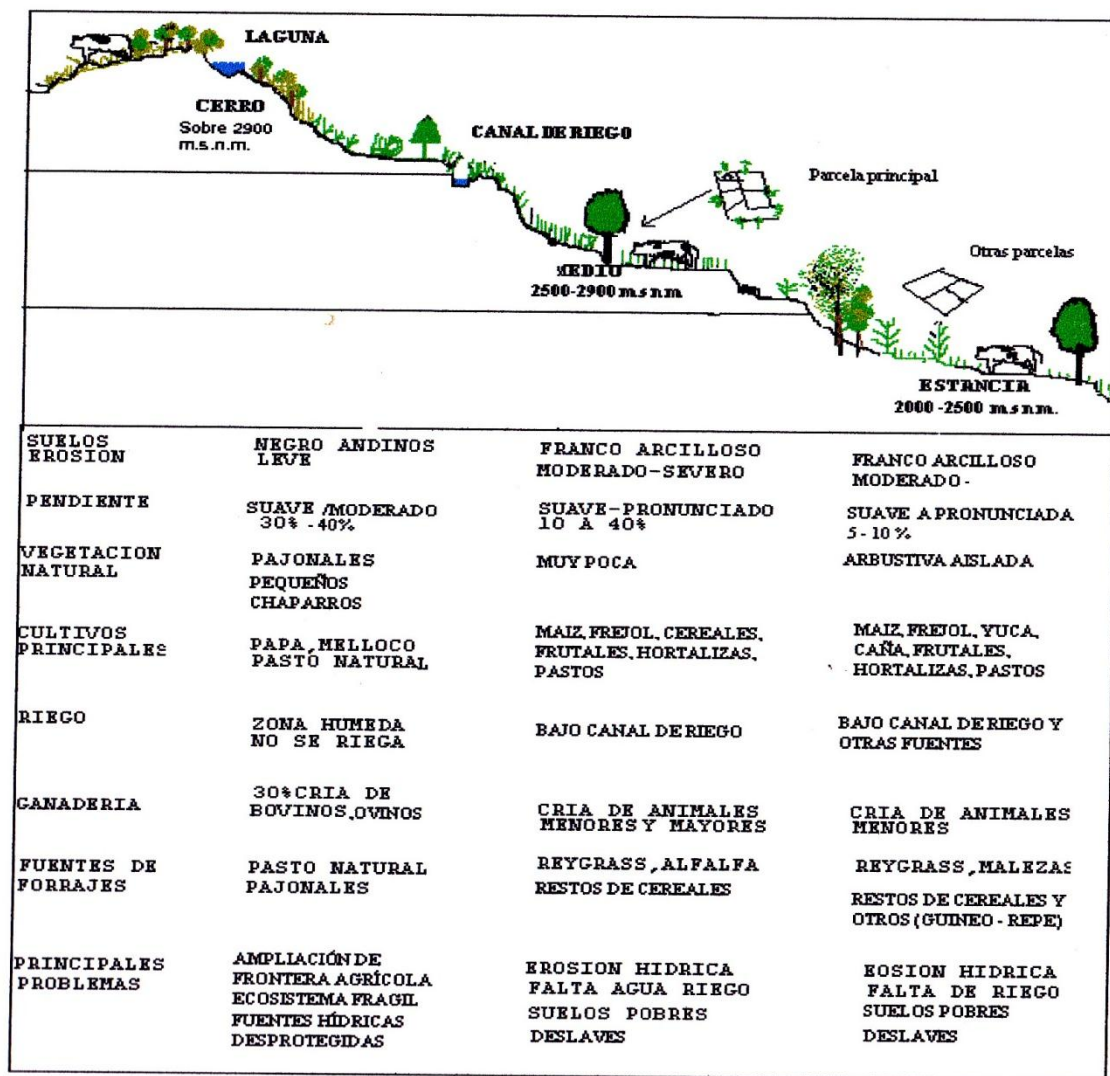 LAGUNA
CERRO
Sobre 2900
m.s.n.m.
CANAL DE RIEGO
Parcela principal
Otras parcelas
MEDIO
2500-2900 m.s.n.m
ESTANCIA
2000 -2500 m.s.n.m.
SUELOS
EROSION
NEGRO ANDINOS
LEVE
FRANCO ARCILLOSO
MODERADO-SEVERO
FRANCO ARCILLOSO
MODERADO -
PENDIENTE
SUAVE /MODERADO
30% - 40%
SUAVE-PRONUNCIADO
10 A 40%
SUAVE A PRONUNCIADA
5 - 10 %
VEGETACION
NATURAL
PAJONALES
PEQUEÑOS
CHAPARROS
MUY POCA
ARBUSTIVA AISLADA
CULTIVOS
PRINCIPALES
PAPA, MELLOCO
PASTO NATURAL
MAIZ, FREJOL, CEREALES,
FRUTALES, HORTALIZAS,
PASTOS
MAIZ, FREJOL, YUCA,
CAÑA, FRUTALES,
HORTALIZAS, PASTOS
RIEGO
ZONA HUMEDA
NO SE RIEGA
BAJO CANAL DE RIEGO
BAJO CANAL DE RIEGO Y
OTRAS FUENTES
GANADERIA
30% CRIA DE
BOVINOS, OVINOS
CRIA DE ANIMALES
MENORES Y MAYORES
CRIA DE ANIMALES
MENORES
FUENTES DE
FORRAJES
PASTO NATURAL
PAJONALES
REYGRASS, ALFALFA
RESTOS DE CEREALES
REYGRASS, MALEZAS
RESTOS DE CEREALES Y
OTROS (GUINEO - REPE)
PRINCIPALES
PROBLEMAS
AMPLIACIÓN DE
FRONTERA AGRÍCOLA
ECOSISTEMA FRAGIL
FUENTES HÍDRICAS
DESPROTEGIDAS
EROSION HIDRICA
FALTA AGUA RIEGO
SUELOS POBRES
DESLAVES
EOSION HIDRICA
FALTA DE RIEGO
SUELOS POBRES
DESLAVES